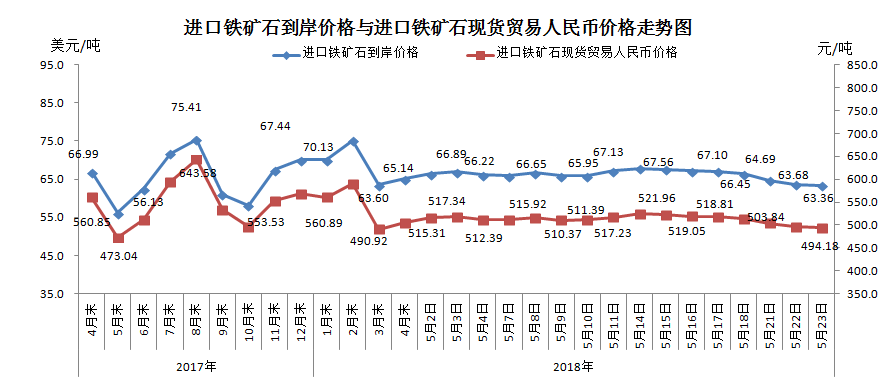 进口铁矿石到岸价格与进口铁矿石现货贸易人民币价格走势图
美元/吨
元/吨
进口铁矿石到岸价格
进口铁矿石现货贸易人民币价格
95.0
85.0
75.0
65.0
55.0
45.0
35.0
850.0
800.0
750.0
700.0
650.0
600.0
550.0
500.0
450.0
400.0
350.0
66.99
56.13
75.41
67.44
70.13
63.60
65.14
66.89
66.22
66.65
65.95
67.13
67.56
67.10
66.45
64.69
63.68
63.36
560.85
473.04
643.58
553.53
560.89
490.92
515.31
517.34
512.39
515.92
510.37
511.39
517.23
521.96
519.05
518.81
503.84
494.18
4月末
5月末
6月末
7月末
8月末
9月末
10月末
11月末
12月末
1月末
2月末
3月末
4月末
5月2日
5月3日
5月4日
5月7日
5月8日
5月9日
5月10日
5月11日
5月14日
5月15日
5月16日
5月17日
5月18日
5月21日
5月22日
5月23日
2017年
2018年